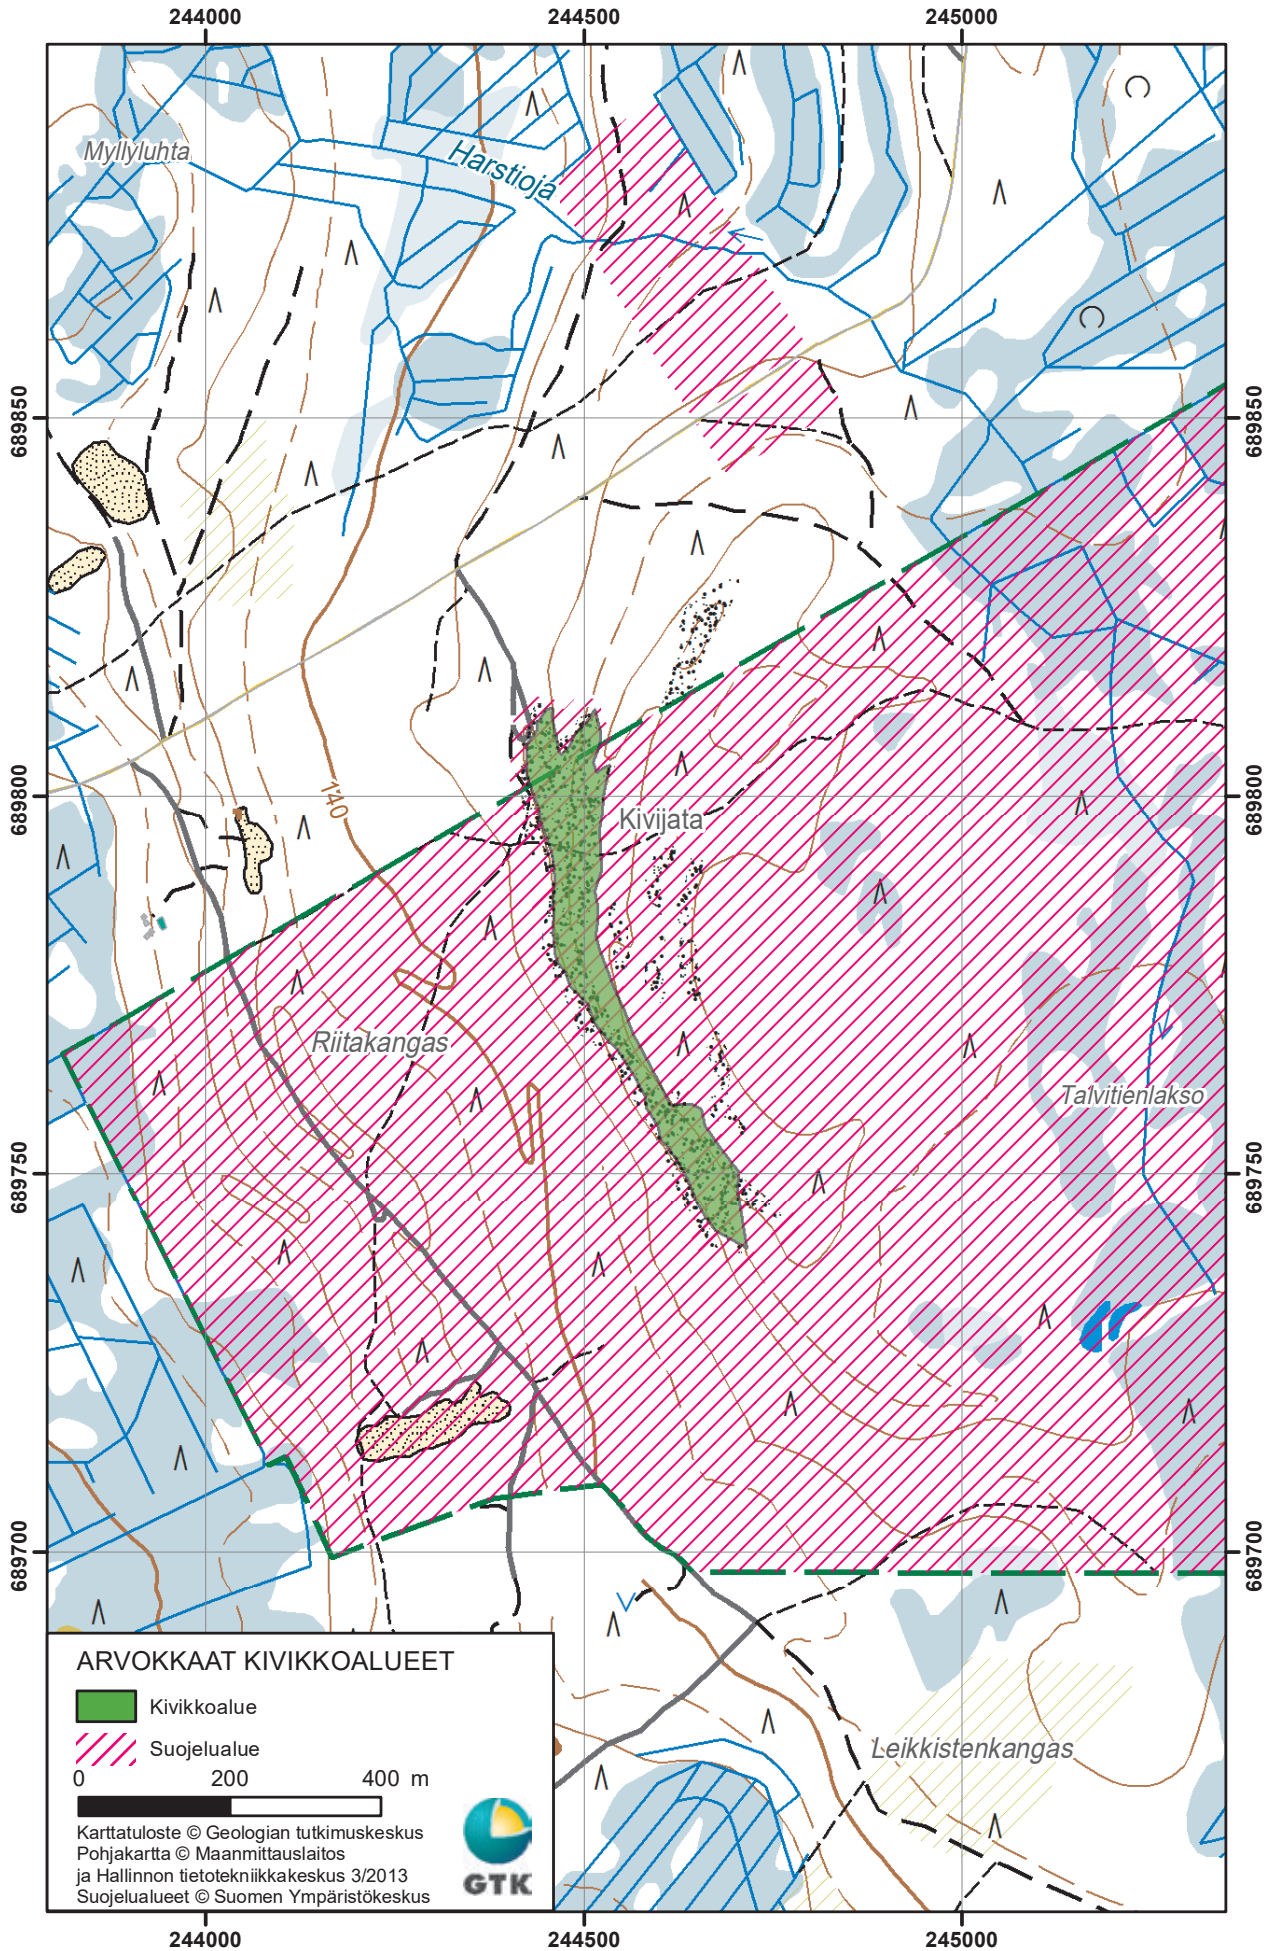 244000 244500 245000
Myllyluhta
Harstioja
689850 689850
140
Kivijata
689800 689800
Riitakangas
Talvitienlakso
689750 689750
689700 689700
ARVOKKAAT KIVIKKOALUEET
Kivikkoalue
Suojelualue
0 200 400 m
Karttatuloste © Geologian tutkimuskeskus
Pohjakartta © Maanmittauslaitos
ja Hallinnon tietotekniikkakeskus 3/2013
Suojelualueet © Suomen Ympäristökeskus
GTK
Leikkistenkangas
244000 244500 245000